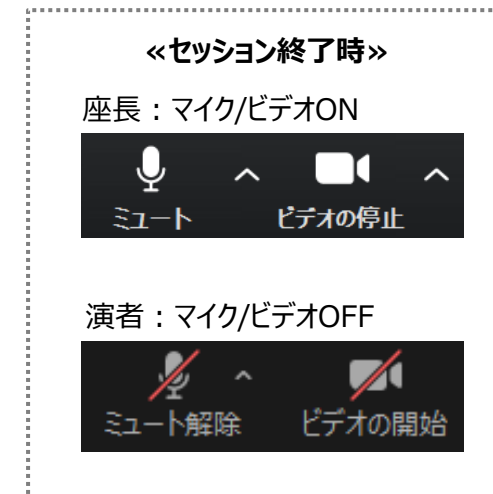 ≪セッション終了時≫
座長：マイク/ビデオON
ミュート ビデオの停止
演者：マイク/ビデオOFF
ミュート解除 ビデオの開始